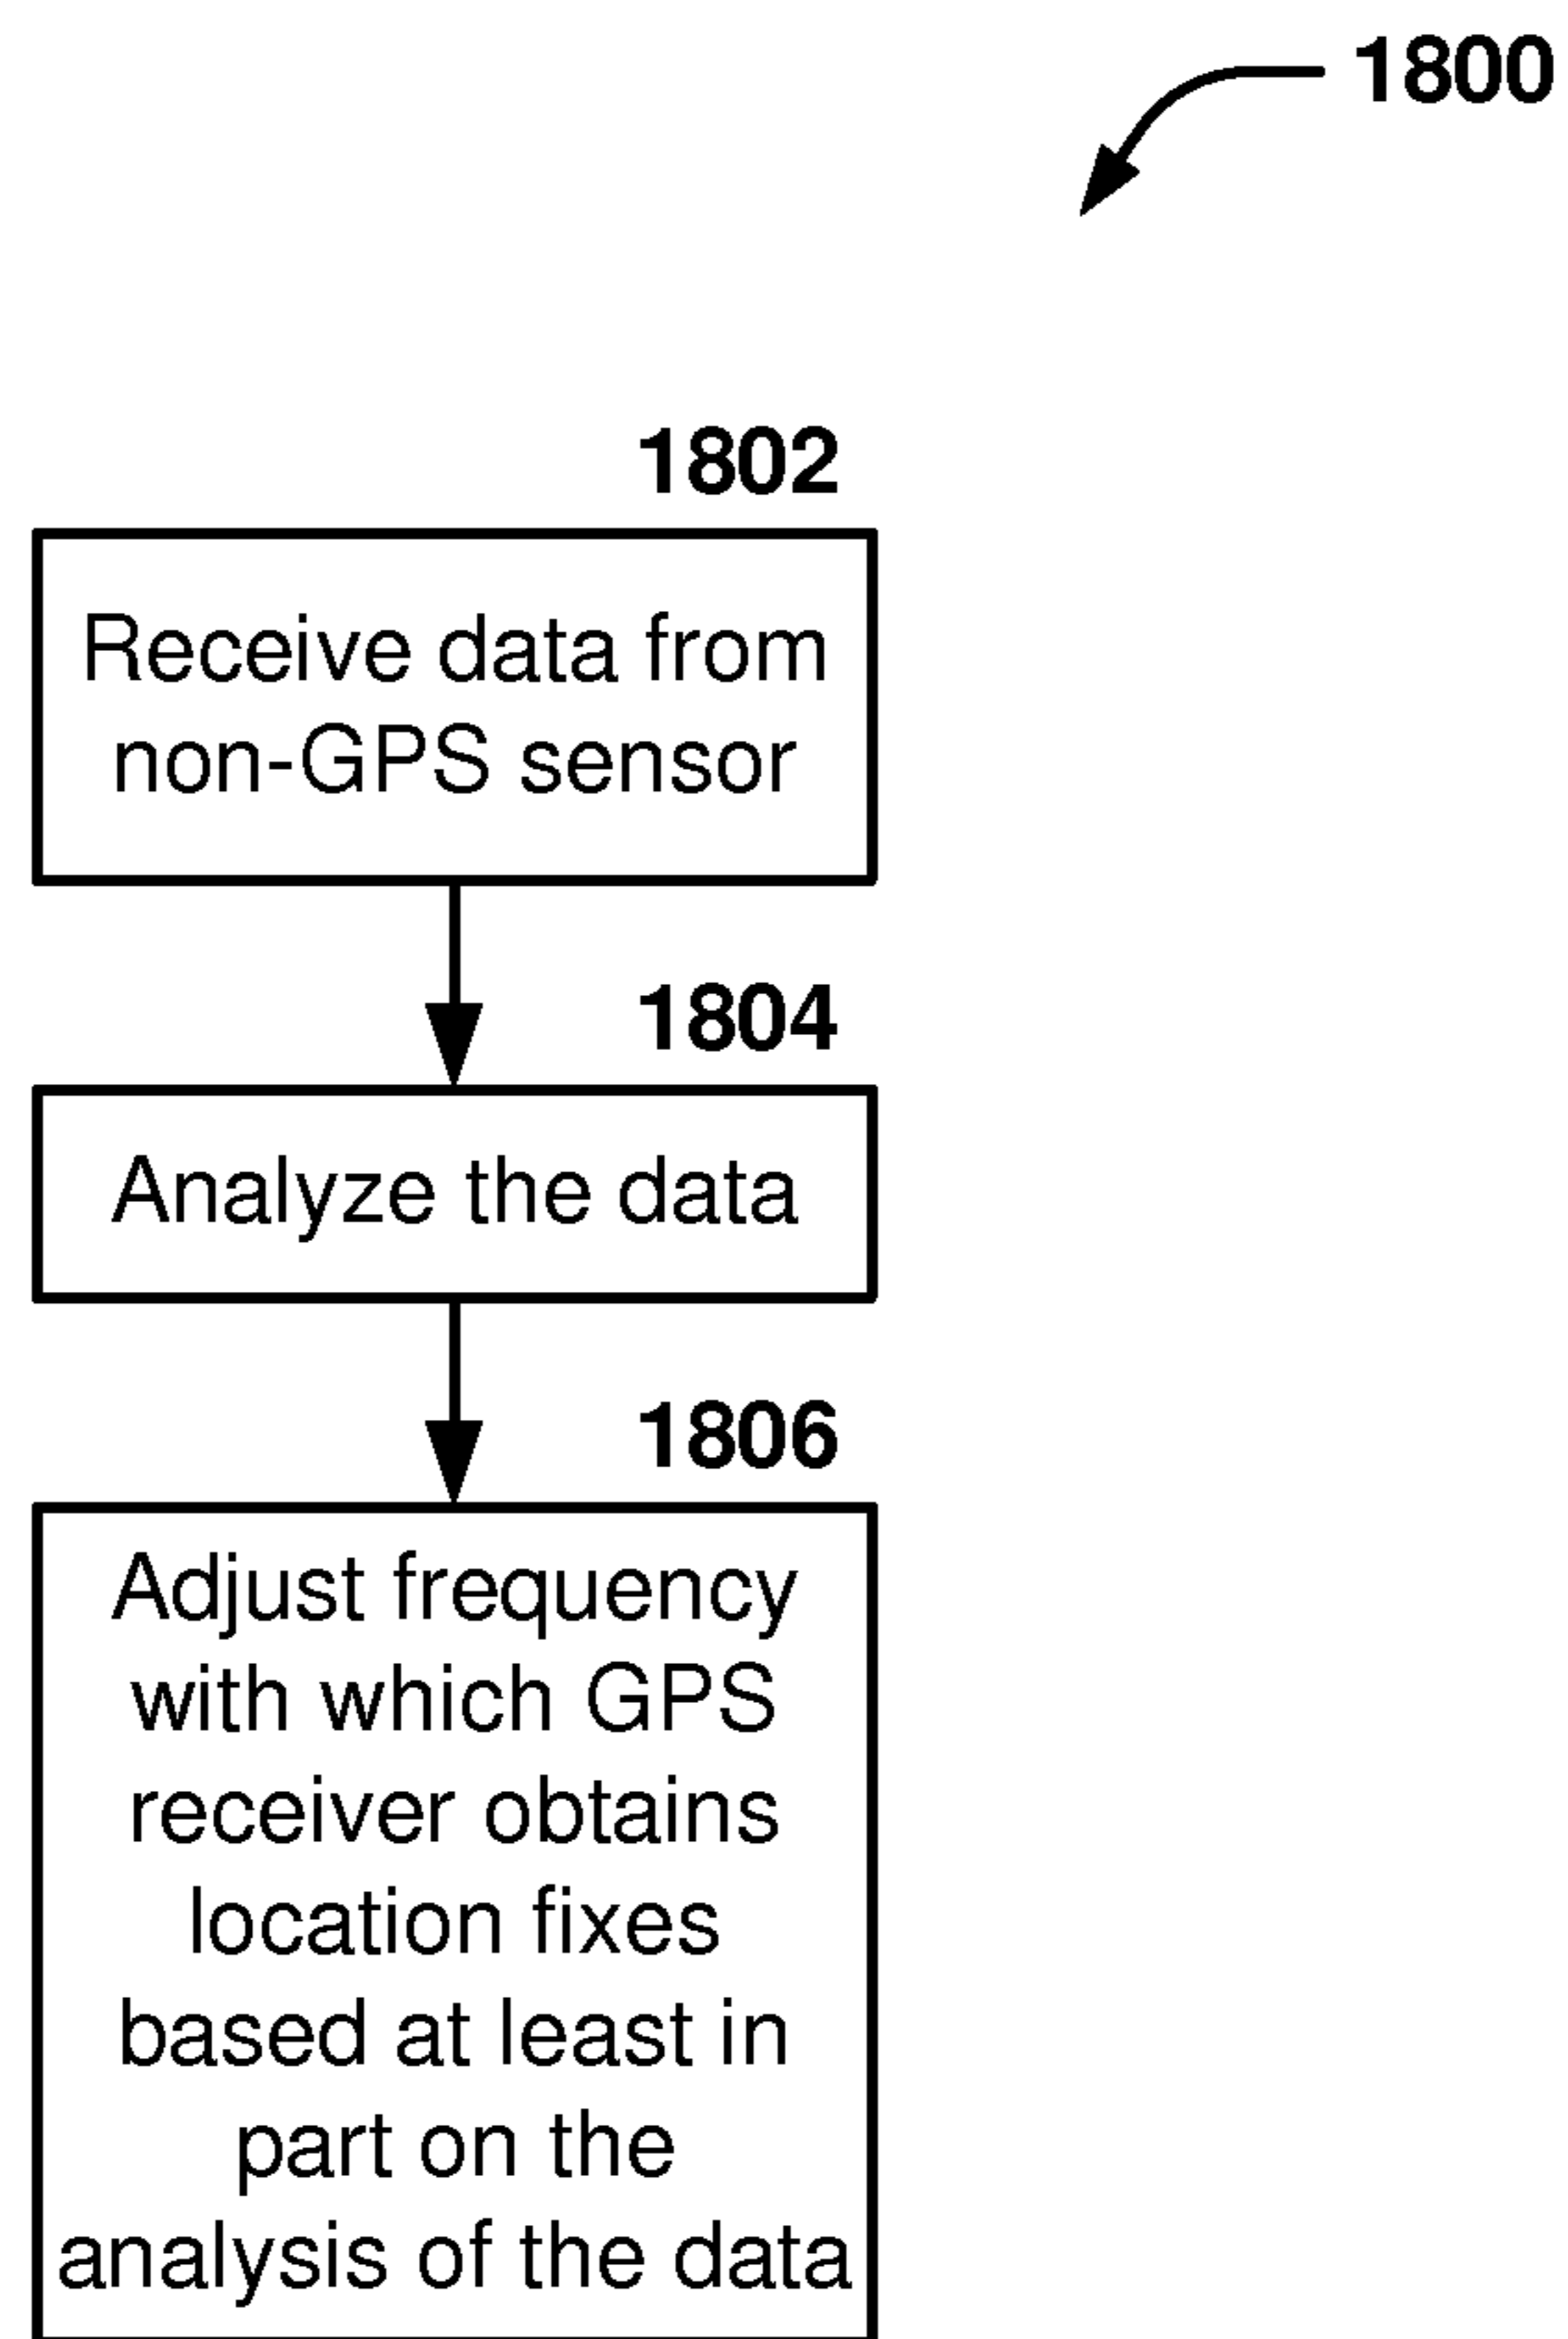 1800
1802
Receive data from
non-GPS sensor
1804
Analyze the data
1806
Adjust frequency
with which GPS
receiver obtains
location fixes
based at least in
part on the
analysis of the data